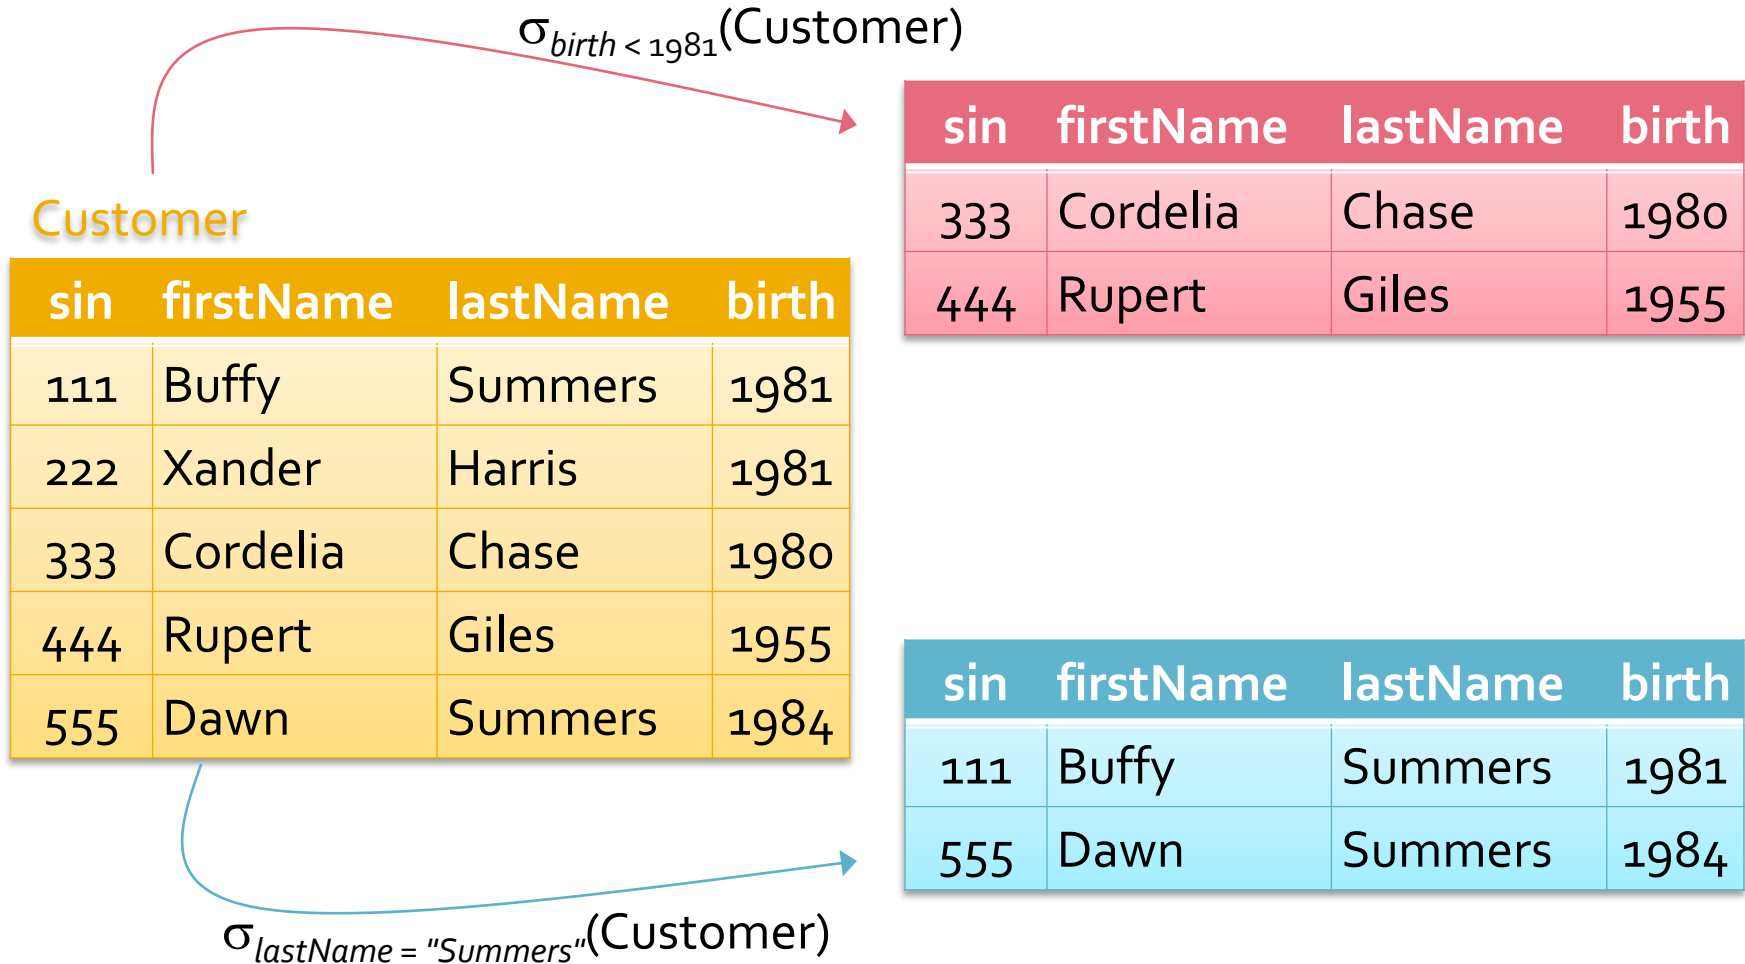 σbirth < 1981(Customer)
Customer
sin firstName lastName birth
111 Buffy Summers 1981
222 Xander Harris 1981
333 Cordelia Chase 1980
444 Rupert Giles 1955
555 Dawn Summers 1984
sin firstName lastName birth
333 Cordelia Chase 1980
444 Rupert Giles 1955
sin firstName lastName birth
111 Buffy Summers 1981
555 Dawn Summers 1984
σlastName = "Summers"(Customer)